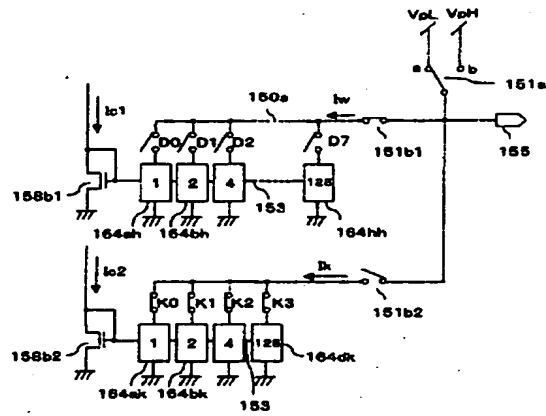 VpL VpH
a b
151a
Ic1 150a Iw
D0 D1 D2 D7 151b1 155
158b1 1 2 4 128
153
164ah 164bh 164hh
Ic2 Ik
K0 K1 K2 K3 151b2
158b2 1 2 4 128 164dk
164ak 164bk 153